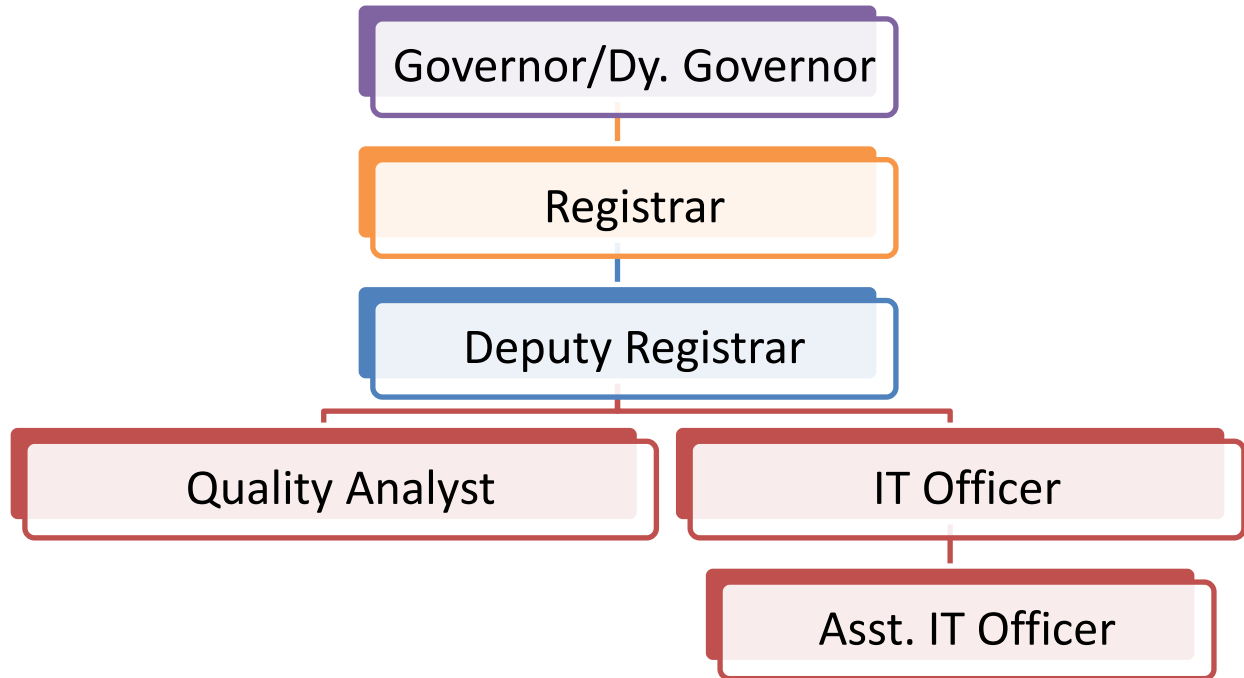 Governor/Dy. Governor
Registrar
Deputy Registrar
Quality Analyst
IT Officer
Asst. IT Officer